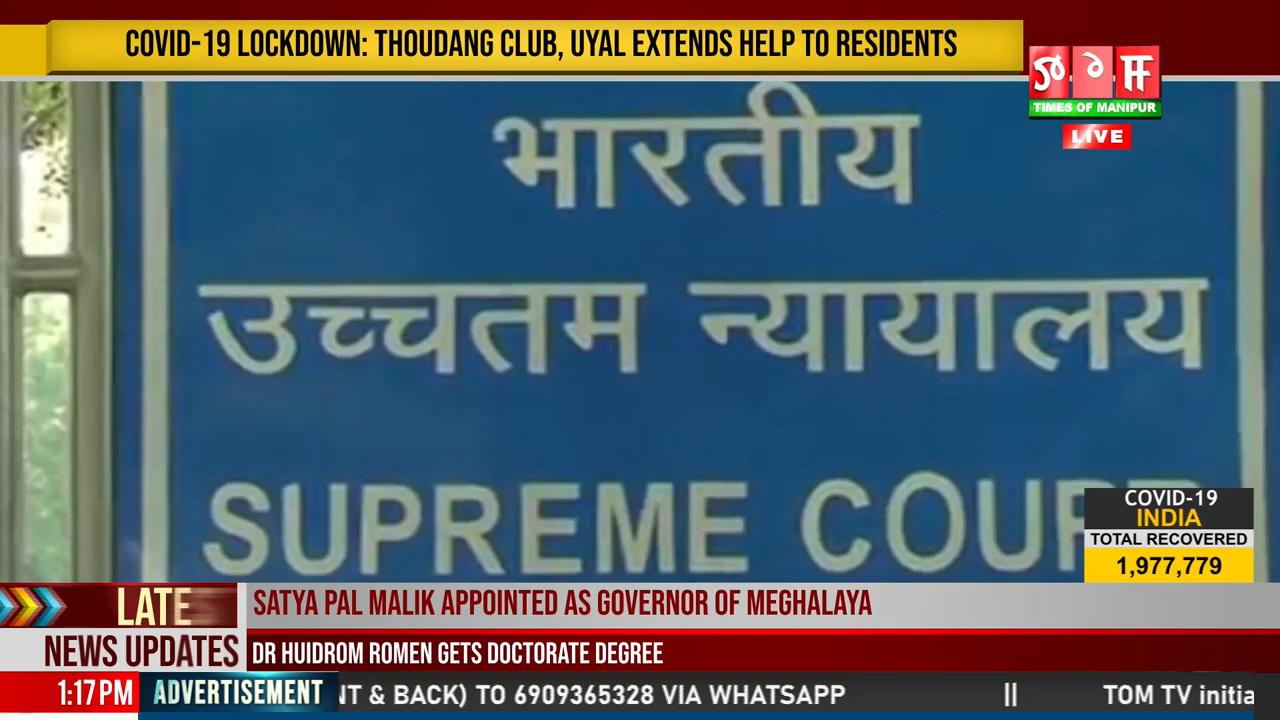 COVID-19 LOCKDOWN: THOUDANG CLUB, UYAL EXTENDS HELP TO RESIDENTS
TIMES OF MANIPUR
LIVE
भारतीय
उच्चतम न्यायालय
SUPREME COURT
COVID-19
INDIA
TOTAL RECOVERED
1,977,779
LATE
NEWS UPDATES
SATYA PAL MALIK APPOINTED AS GOVERNOR OF MEGHALAYA
DR HUIDROM ROMEN GETS DOCTORATE DEGREE
1:17 PM ADVERTISEMENT NT & BACK) TO 6909365328 VIA WHATSAPP || TOM TV initia